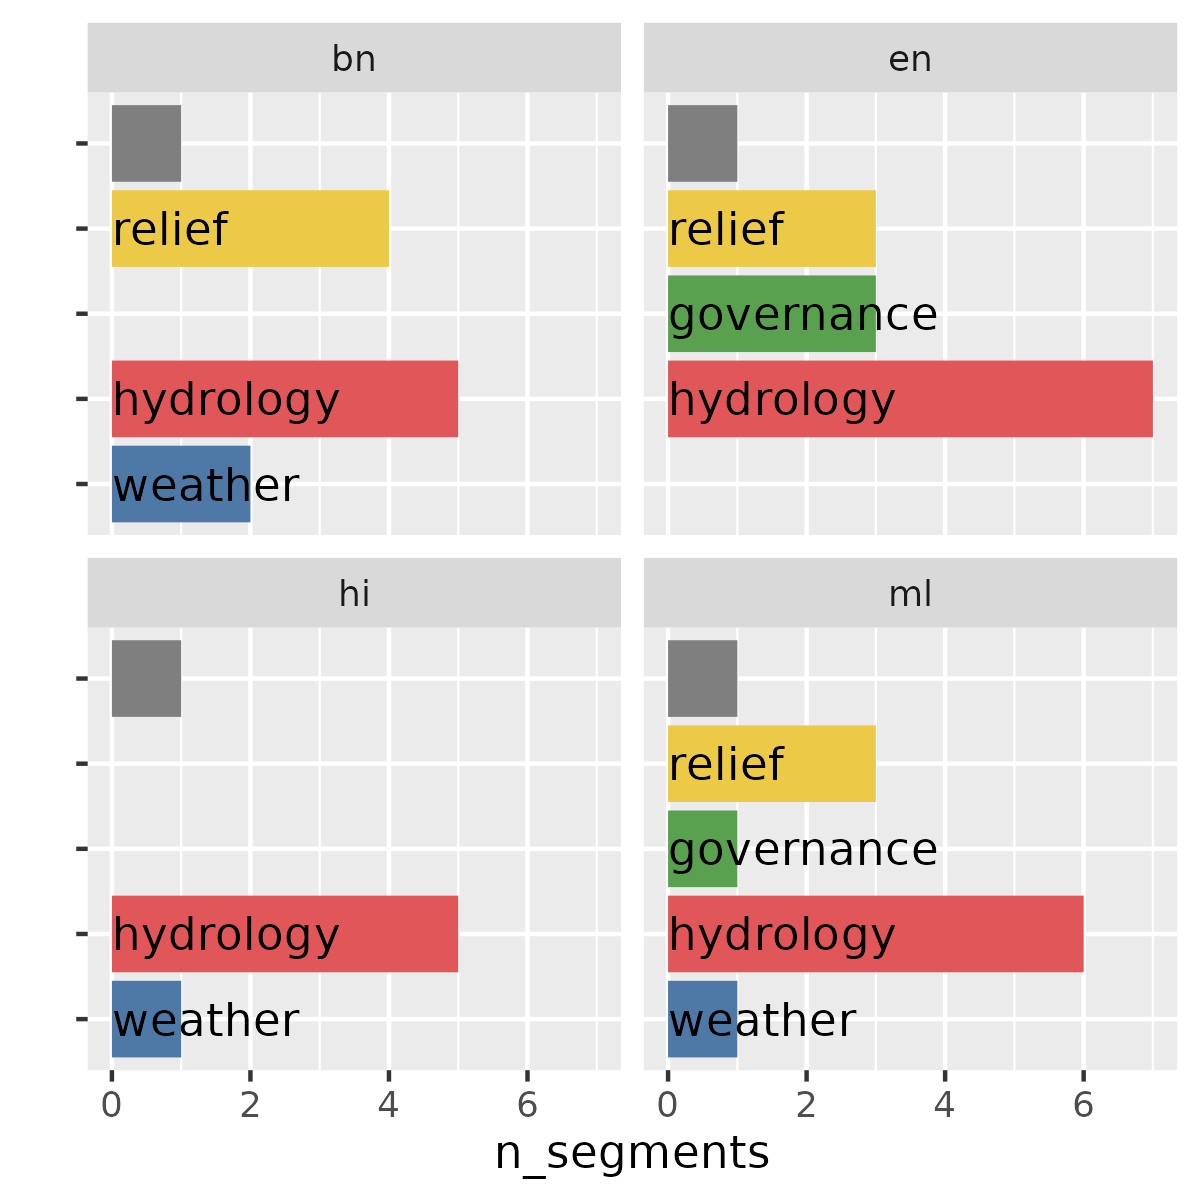 bn
en
relief
relief
governance
hydrology
hydrology
weather
hi
ml
relief
governance
hydrology
hydrology
weather
weather
0 2 4 6
0 2 4 6
n_segments